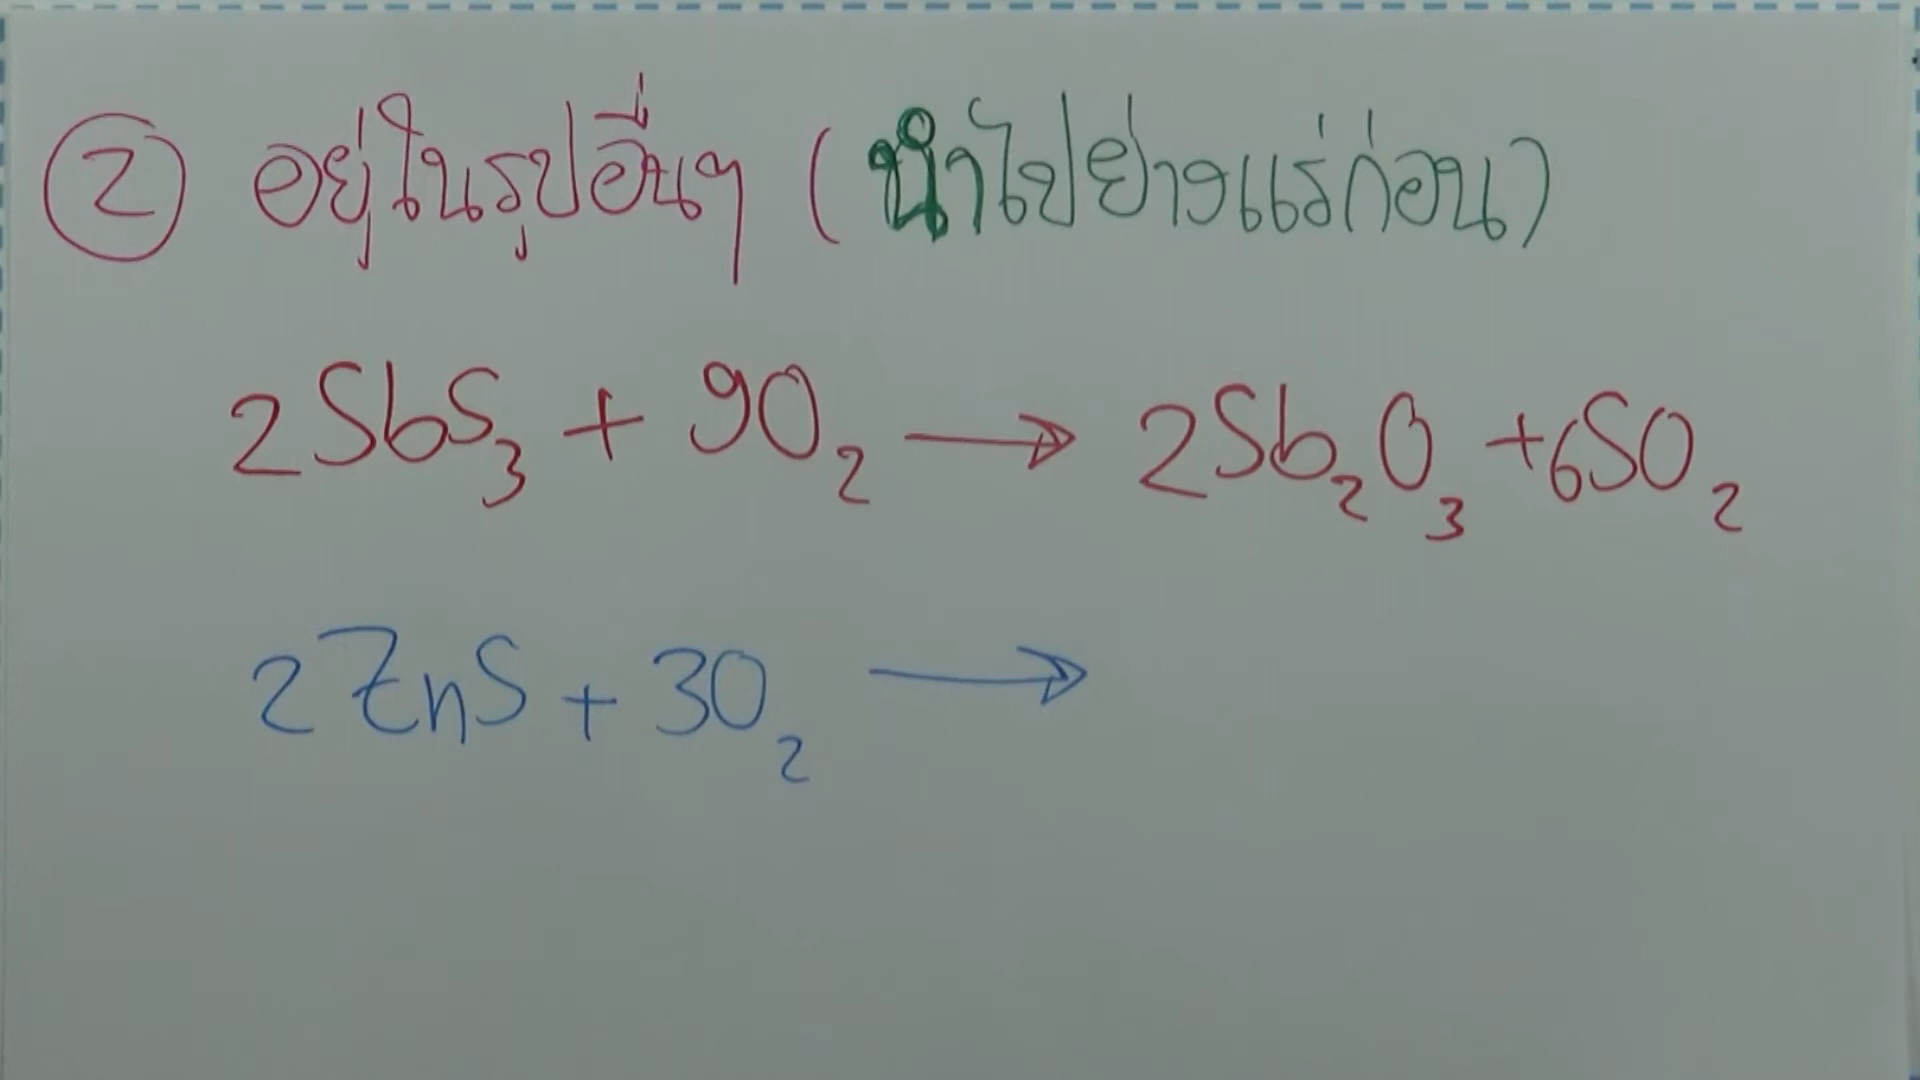 ② อยู่ในรูปอื่นๆ (นำไปย่างแร่ก่อน)
2SbS₃ + 9O₂ → 2Sb₂O₃ + 6SO₂
2ZnS + 3O₂ →